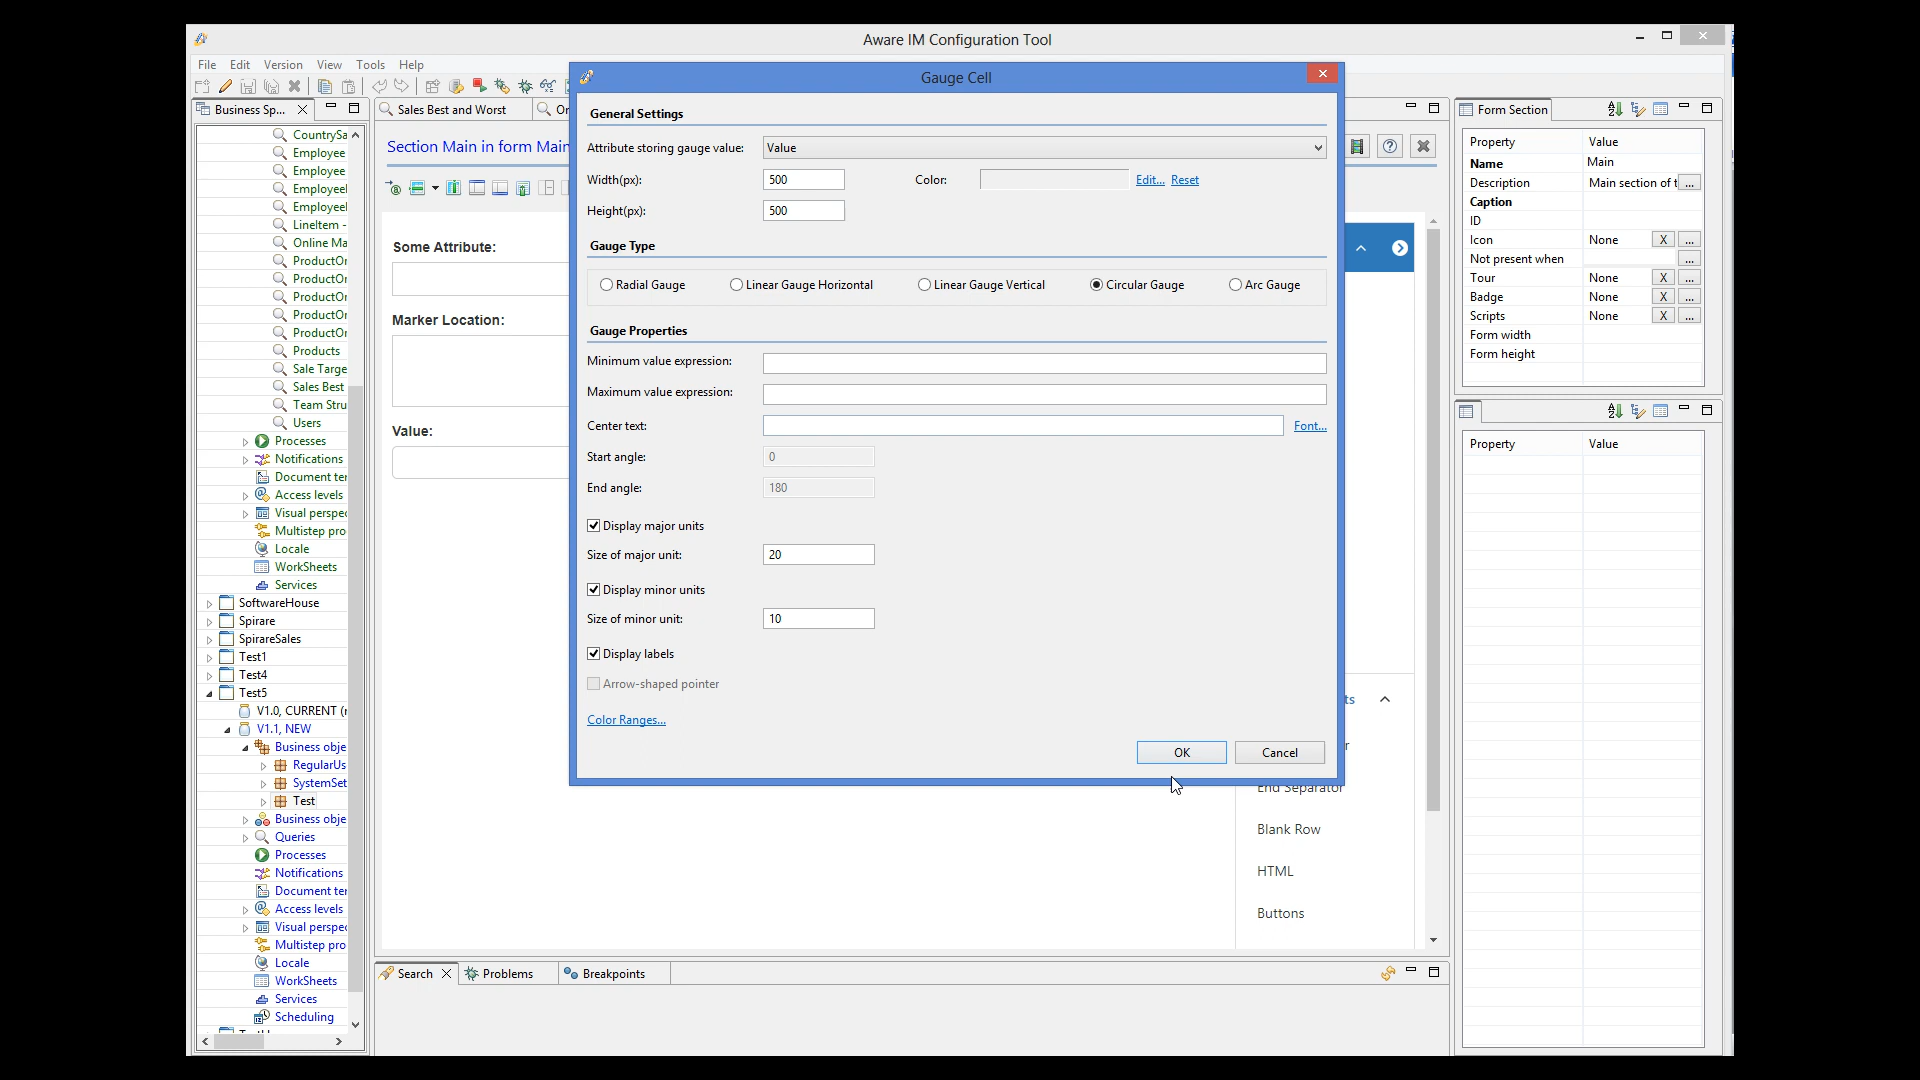 Aware IM Configuration Tool
File Edit Version View Tools Help
Business Sp...
CountrySa
Employee
Employee
Employeel
Employeel
LineItem -
Online Ma
ProductOr
ProductOr
ProductOr
ProductOr
ProductOr
Products
Sale Targe
Sales Best
Team Stru
Users
Processes
Notifications
Document ter
Access levels
Visual perspec
Multistep pro
Locale
WorkSheets
Services
SoftwareHouse
Spirare
SpirareSales
Test1
Test4
Test5
V1.0, CURRENT (r
V1.1, NEW
Business obje
RegularUs
SystemSet
Test
Business obje
Queries
Processes
Notifications
Document ter
Access levels
Visual perspec
Multistep pro
Locale
WorkSheets
Services
Scheduling
Sales Best and Worst
Section Main in form Main
Some Attribute:
Marker Location:
Value:
Gauge Cell
General Settings
Attribute storing gauge value: Value
Width(px): 500 Color: Edit... Reset
Height(px): 500
Gauge Type
Radial Gauge Linear Gauge Horizontal Linear Gauge Vertical Circular Gauge Arc Gauge
Gauge Properties
Minimum value expression:
Maximum value expression:
Center text: Font...
Start angle: 0
End angle: 180
Display major units
Size of major unit: 20
Display minor units
Size of minor unit: 10
Display labels
Arrow-shaped pointer
Color Ranges...
OK Cancel
End Separator
Blank Row
HTML
Buttons
Search Problems Breakpoints
Form Section
Property Value
Name Main
Description Main section of t ...
Caption
ID
Icon None X ...
Not present when ...
Tour None X ...
Badge None X ...
Scripts None X ...
Form width
Form height
Property Value